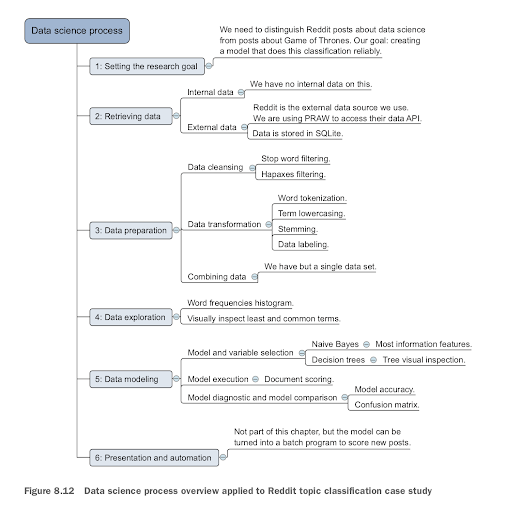 Data science process
We need to distinguish Reddit posts about data science
from posts about Game of Thrones. Our goal: creating
a model that does this classification reliably.
1: Setting the research goal
We have no internal data on this.
Internal data
2: Retrieving data
Reddit is the external data source we use.
We are using PRAW to access their data API.
External data
Data is stored in SQLite.
Stop word filtering.
Data cleansing
Hapaxes filtering.
Word tokenization.
Term lowercasing.
3: Data preparation
Data transformation
Stemming.
Data labeling.
We have but a single data set.
Combining data
Word frequencies histogram.
4: Data exploration
Visually inspect least and common terms.
Naive Bayes
Most information features.
Model and variable selection
Decision trees
Tree visual inspection.
5: Data modeling
Model execution
Document scoring.
Model accuracy.
Model diagnostic and model comparison
Confusion matrix.
Not part of this chapter, but the model can be
turned into a batch program to score new posts.
6: Presentation and automation
Figure 8.12 Data science process overview applied to Reddit topic classification case study